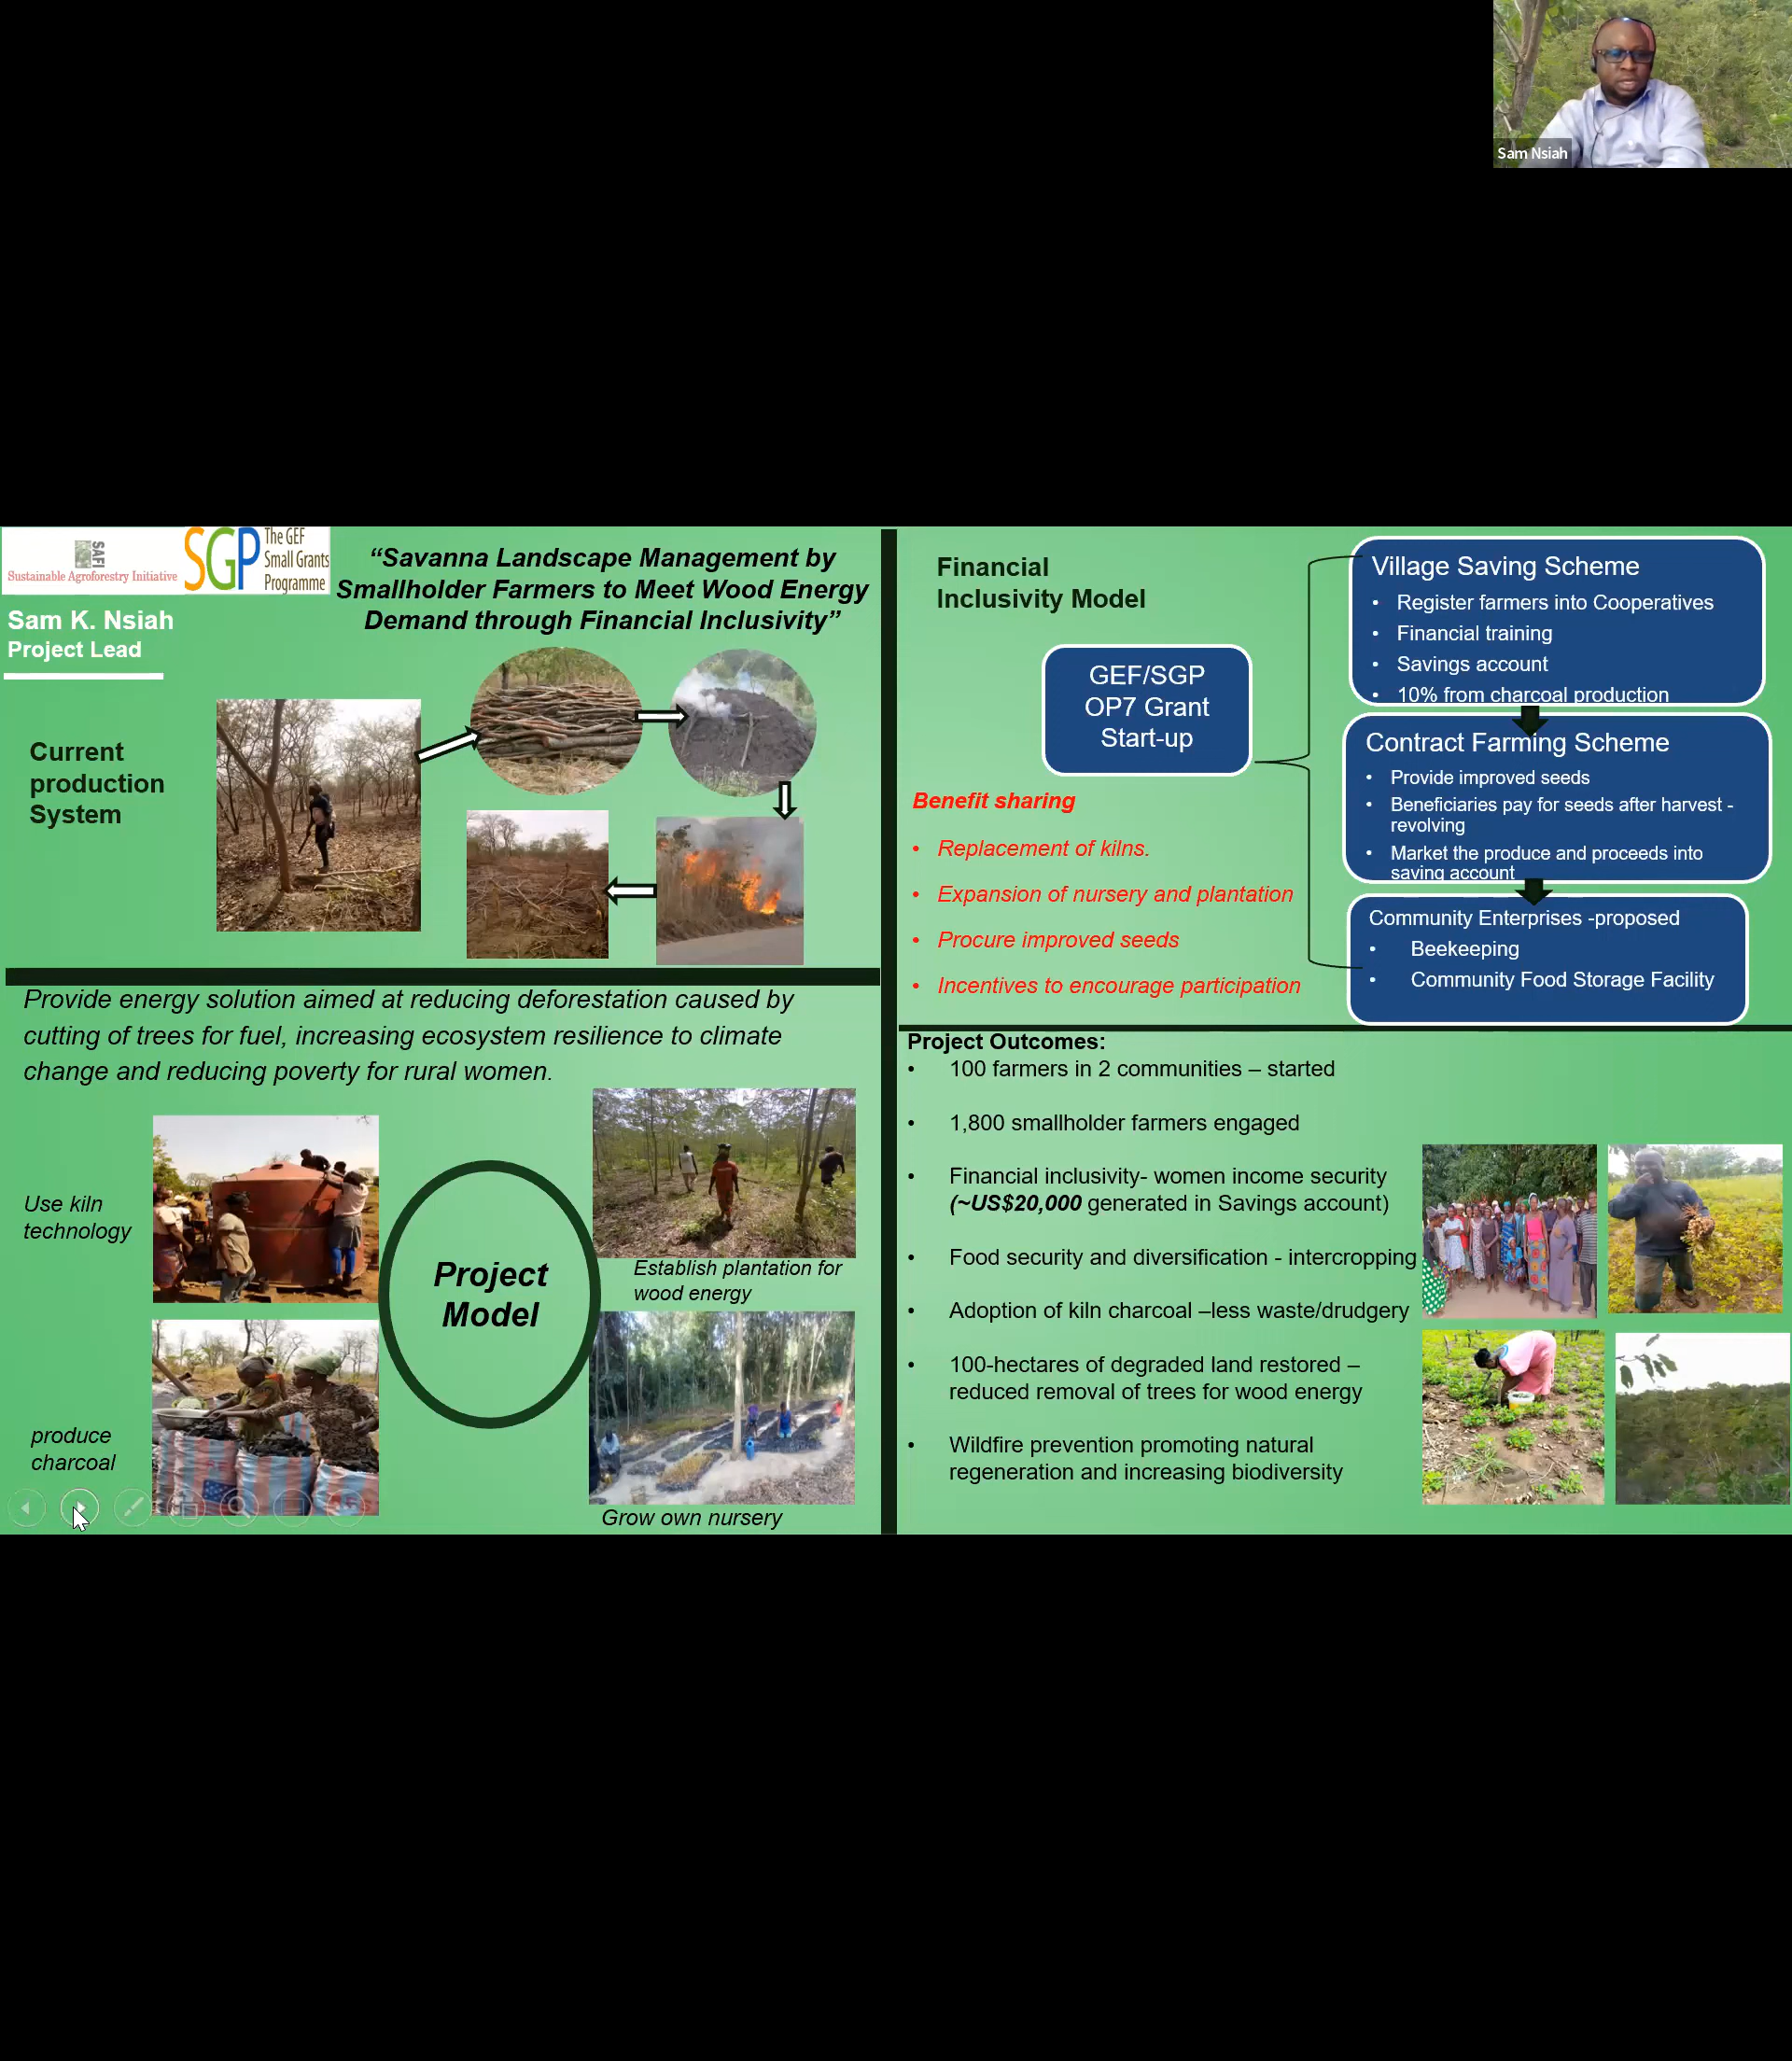 Sam Nsiah
SAFI
Sustainable Agroforestry Initiative
SGP
The GEF
Small Grants
Programme
“Savanna Landscape Management by
Smallholder Farmers to Meet Wood Energy
Demand through Financial Inclusivity”
Sam K. Nsiah
Project Lead
Current
production
System
Provide energy solution aimed at reducing deforestation caused by
cutting of trees for fuel, increasing ecosystem resilience to climate
change and reducing poverty for rural women.
Use kiln
technology
Project
Model
Establish plantation for
wood energy
produce
charcoal
Grow own nursery
Financial
Inclusivity Model
GEF/SGP
OP7 Grant
Start-up
Village Saving Scheme
• Register farmers into Cooperatives
• Financial training
• Savings account
• 10% from charcoal production
Contract Farming Scheme
• Provide improved seeds
• Beneficiaries pay for seeds after harvest -
revolving
• Market the produce and proceeds into
saving account
Community Enterprises -proposed
• Beekeeping
• Community Food Storage Facility
Benefit sharing
• Replacement of kilns.
• Expansion of nursery and plantation
• Procure improved seeds
• Incentives to encourage participation
Project Outcomes:
• 100 farmers in 2 communities – started
• 1,800 smallholder farmers engaged
• Financial inclusivity- women income security
(~US$20,000 generated in Savings account)
• Food security and diversification - intercropping
• Adoption of kiln charcoal –less waste/drudgery
• 100-hectares of degraded land restored –
reduced removal of trees for wood energy
• Wildfire prevention promoting natural
regeneration and increasing biodiversity